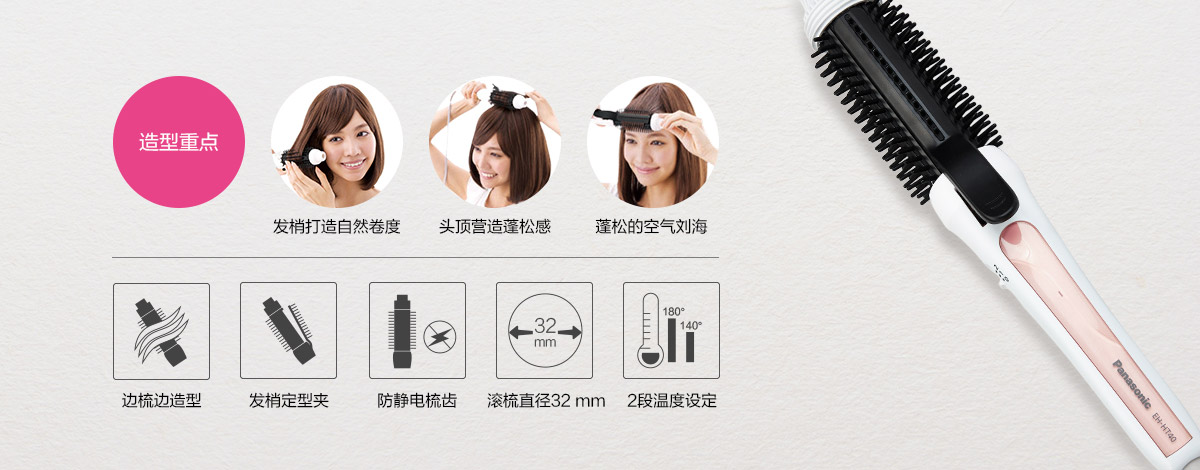 造型重点
发梢打造自然卷度
头顶营造蓬松感
蓬松的空气刘海
32
mm
180°
140°
边梳边造型
发梢定型夹
防静电梳齿
滚梳直径32 mm
2段温度设定
Panasonic
EH-HT40